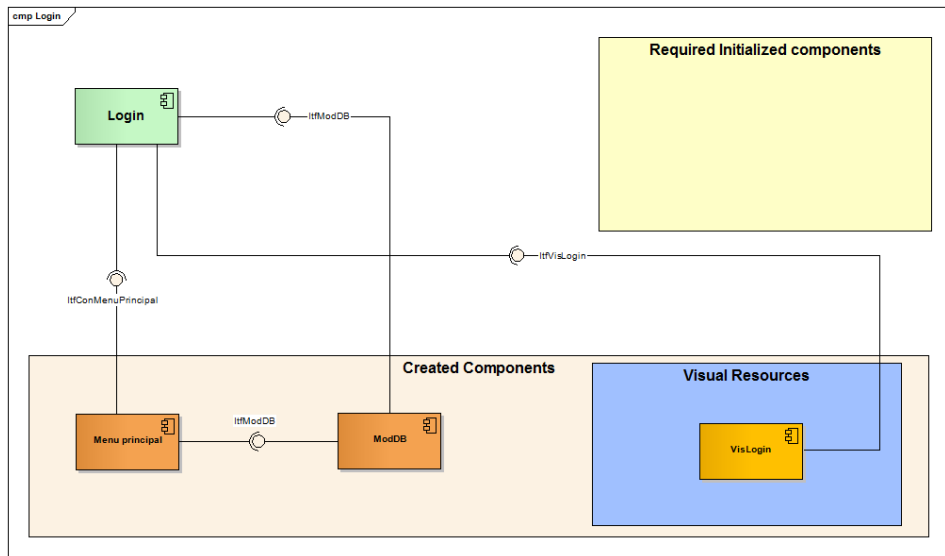 cmp Login
Required Initialized components
Login
ItfModDB
ItfVisLogin
ItfConMenuPrincipal
Created Components
Visual Resources
Menu principal
ItfModDB
ModDB
VisLogin